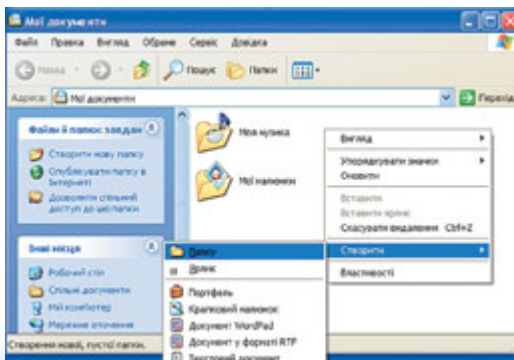 Мої документи
Файл Правка Вигляд Обране Сервіс Довідка
Назад Пошук Папки
Адреса: Мої документи Перехід
Файли й папки: завдан
Створити нову папку
Опублікувати папку в Інтернеті
Дозволити спільний доступ до цієї папки
Інші місця
Робочий стіл
Спільні документи
Мій комп'ютер
Мережне оточення
Моя музика
Мої малюнки
Вигляд
Упорядкувати значки
Оновити
Вставити
Вставити ярлик
Скасувати видалення Ctrl+Z
Створити
Властивості
Папку
Ярлик
Портфель
Крапковий малюнок
Документ WordPad
Документ у форматі RTF
Текстовий документ
Створення нової, пустої папки.